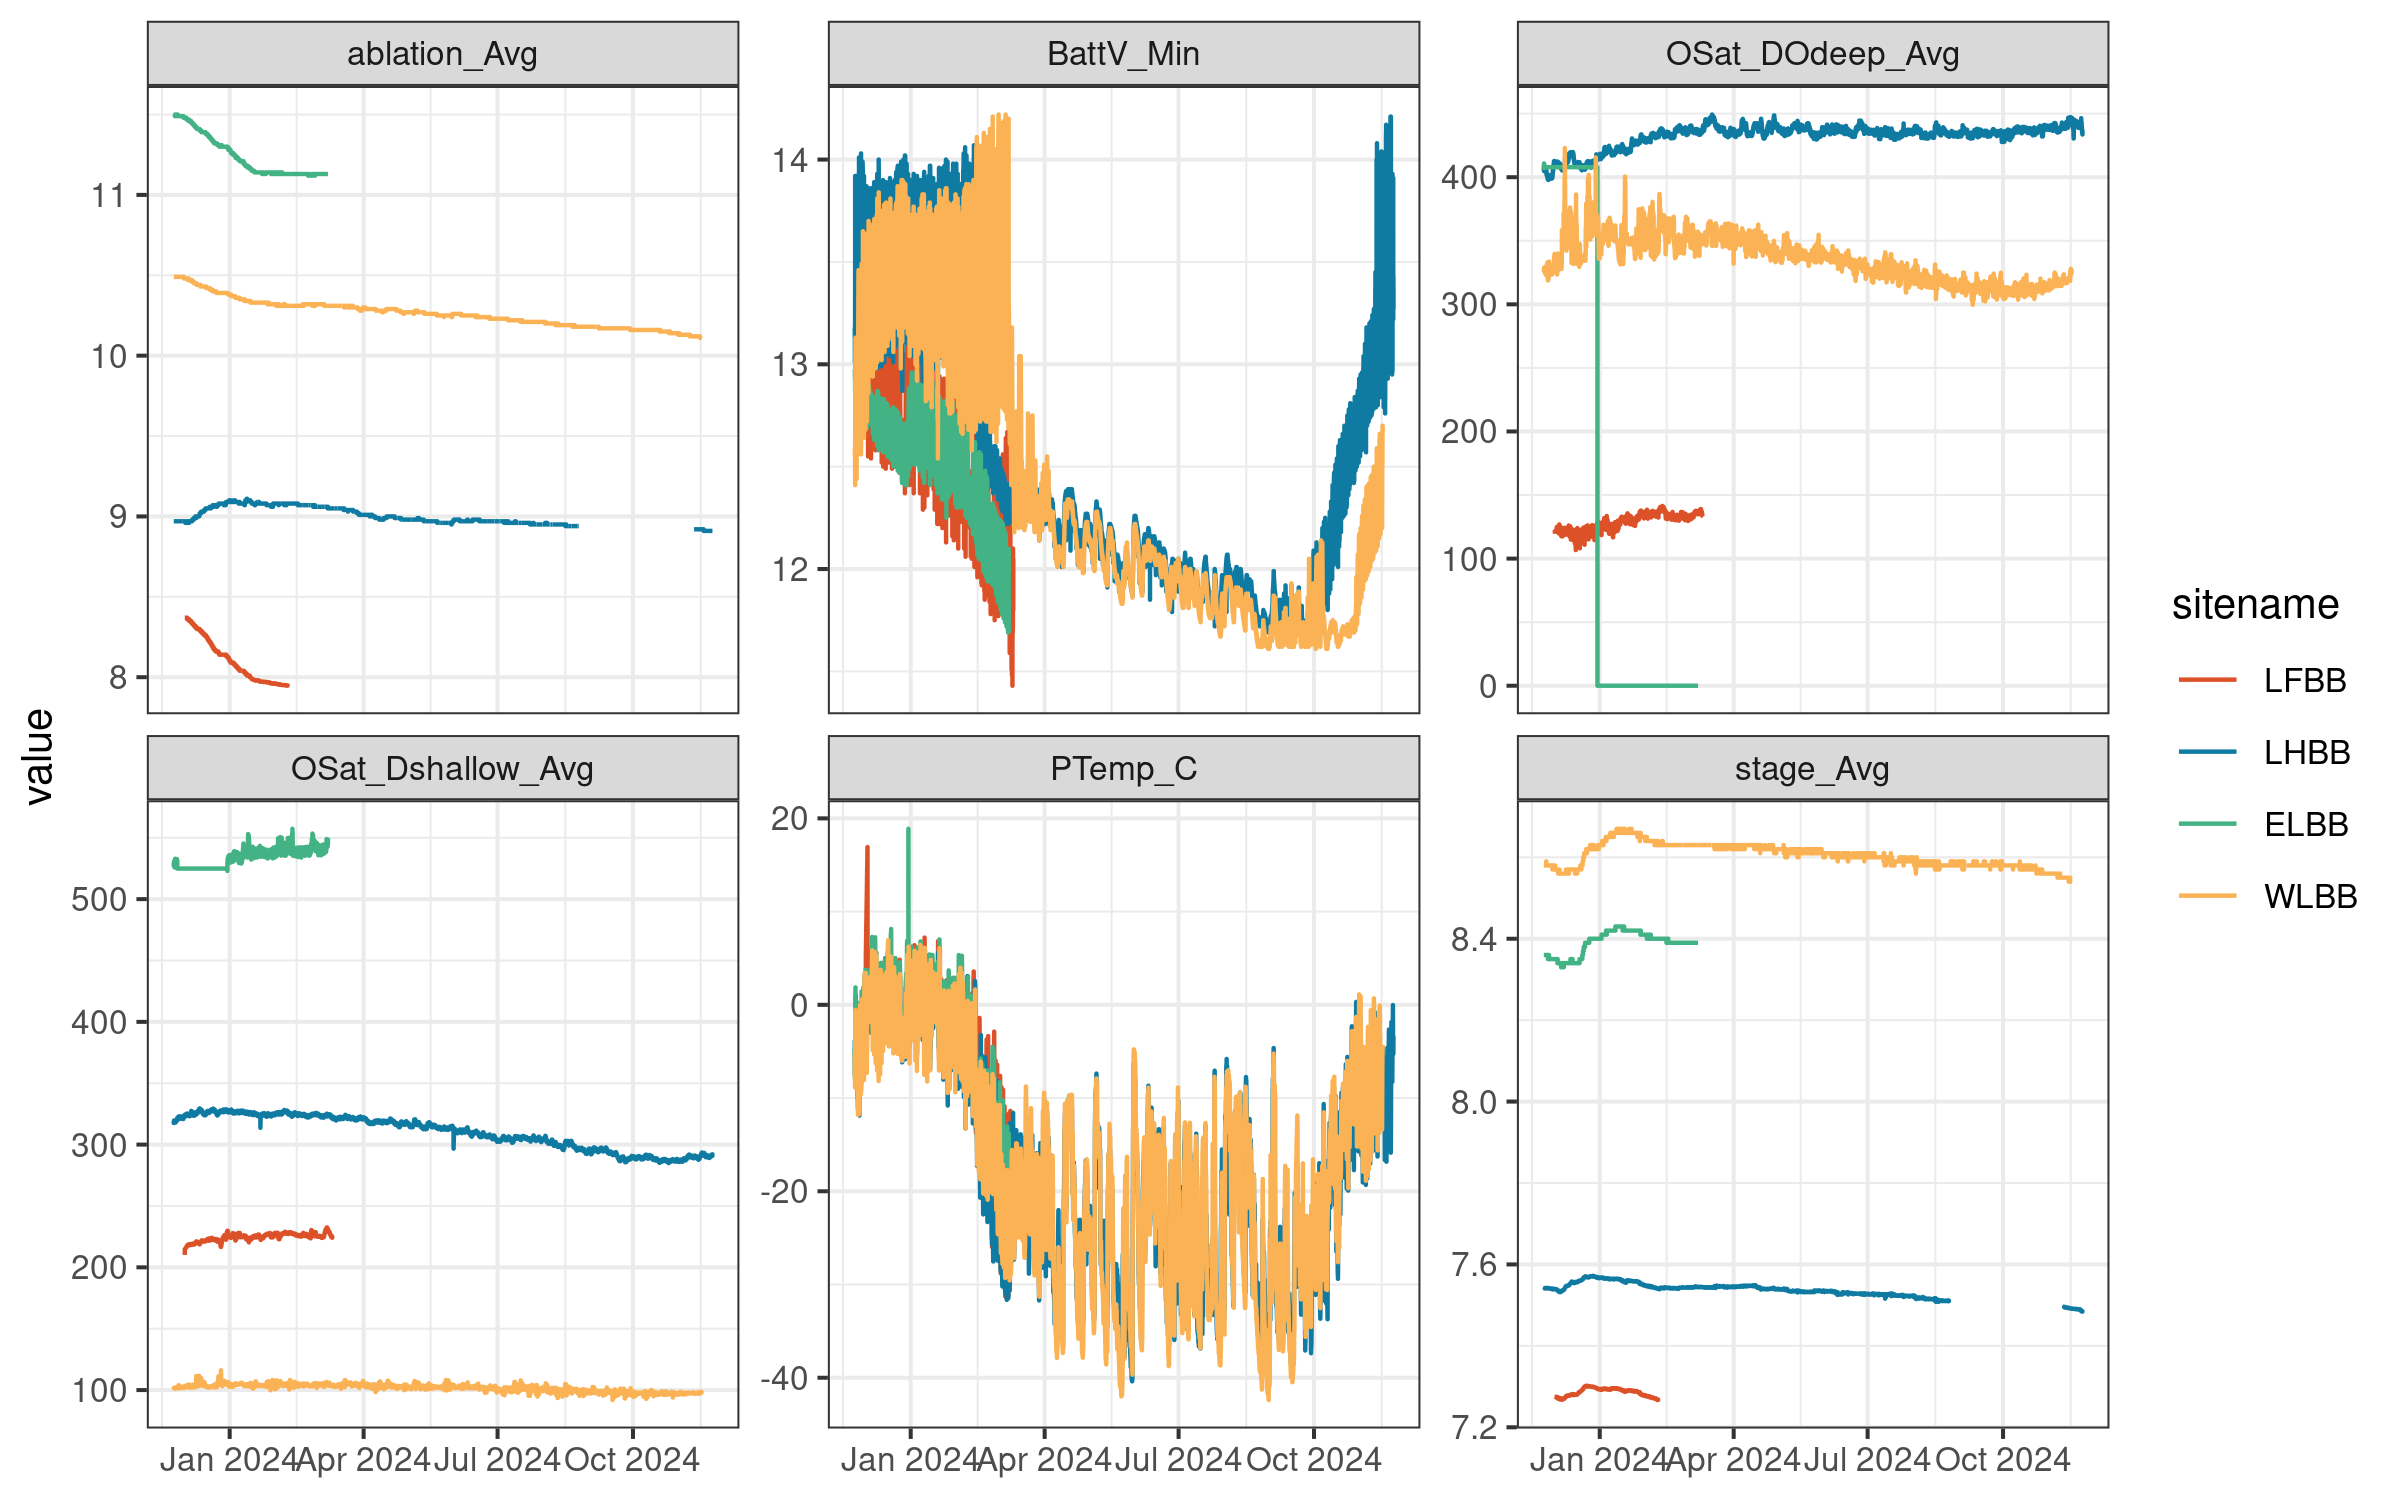 ablation_Avg
BattV_Min
OSat_DOdeep_Avg
11
10
9
8
14
13
12
400
300
200
100
0
value
OSat_Dshallow_Avg
PTemp_C
stage_Avg
500
400
300
200
100
20
0
-20
-40
8.4
8.0
7.6
7.2
Jan 2024 Apr 2024 Jul 2024 Oct 2024
Jan 2024 Apr 2024 Jul 2024 Oct 2024
Jan 2024 Apr 2024 Jul 2024 Oct 2024
sitename
LFBB
LHBB
ELBB
WLBB